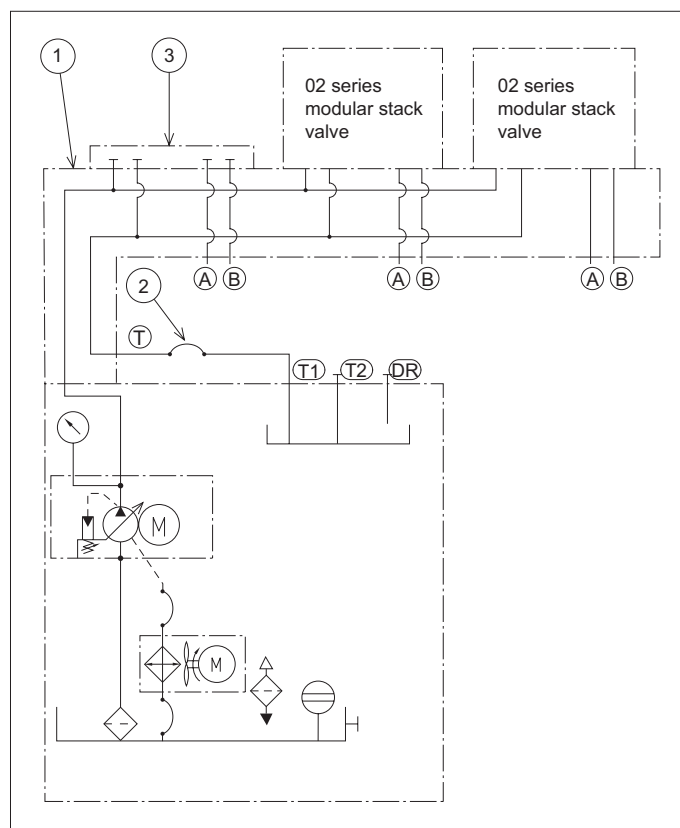 1
3
02 series
modular stack
valve
02 series
modular stack
valve
A B
A B
A B
2
T
T1 T2 DR
M
M